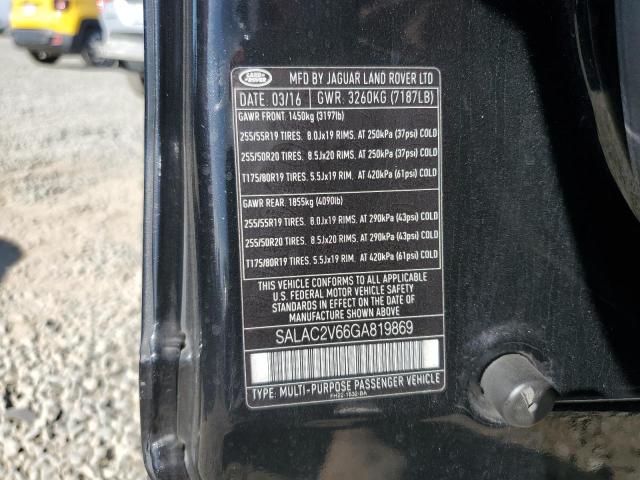 LAND ROVER
MFD BY JAGUAR LAND ROVER LTD
DATE: 03/16 GWR: 3260KG (7187LB)
GAWR FRONT: 1450kg (3197lb)
255/55R19 TIRES. 8.0Jx19 RIMS. AT 250kPa (37psi) COLD
255/50R20 TIRES. 8.5Jx20 RIMS. AT 250kPa (37psi) COLD
T175/80R19 TIRES. 5.5Jx19 RIM. AT 420kPa (61psi) COLD
GAWR REAR: 1855kg (4090lb)
255/55R19 TIRES. 8.0Jx19 RIMS. AT 290kPa (43psi) COLD
255/50R20 TIRES. 8.5Jx20 RIMS. AT 290kPa (43psi) COLD
T175/80R19 TIRES. 5.5Jx19 RIM. AT 420kPa (61psi) COLD
THIS VEHICLE CONFORMS TO ALL APPLICABLE
U.S. FEDERAL MOTOR VEHICLE SAFETY
STANDARDS IN EFFECT ON THE DATE OF
MANUFACTURE SHOWN ABOVE
SALAC2V66GA819869
TYPE: MULTI-PURPOSE PASSENGER VEHICLE
FH22-1532-BA